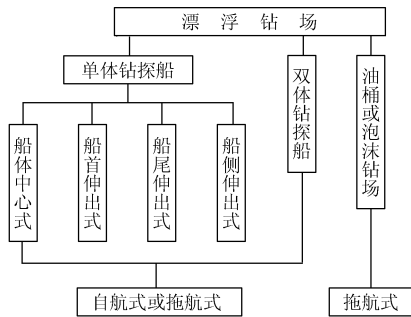 漂浮钻场
单体钻探船
双体钻探船
油桶或泡沫钻场
船体中心式
船首伸出式
船尾伸出式
船侧伸出式
自航式或拖航式
拖航式